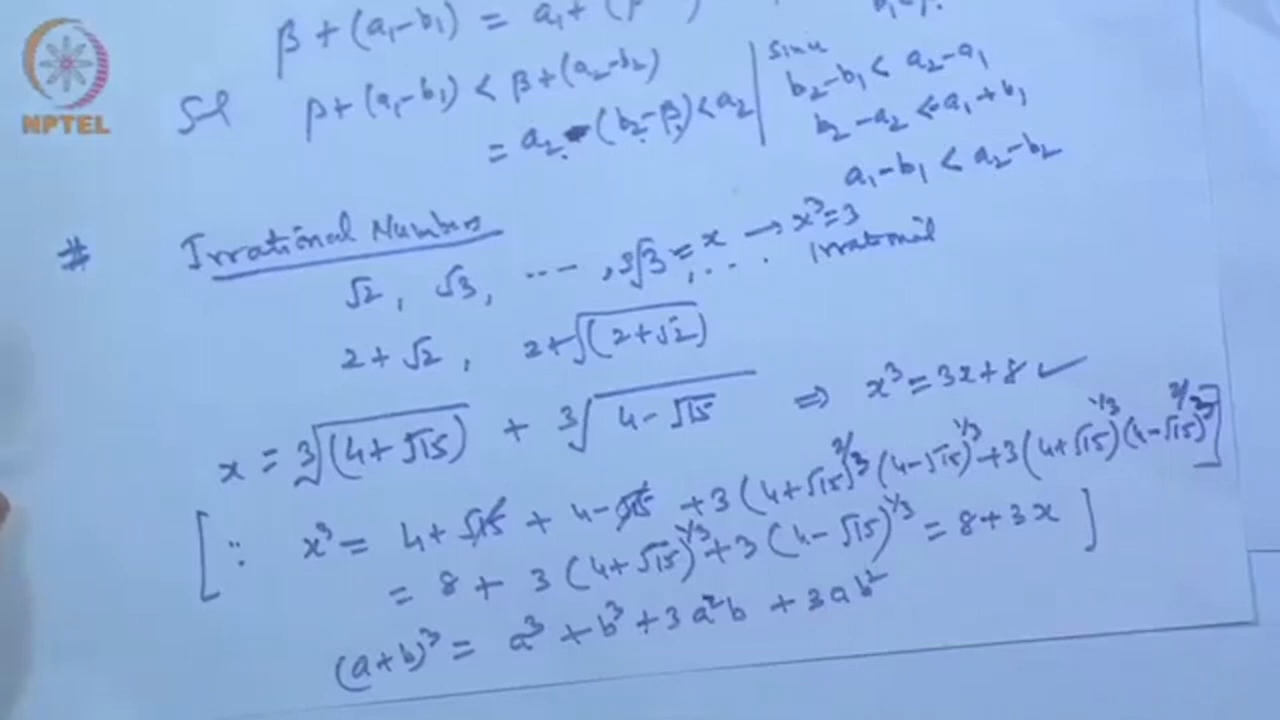 β + (a₁-b₁) = a₁ + (β
NPTEL
Sol β + (a₁-b₁) < β + (a₂-b₂)
= a₂ - (b₂-β) < a₂
since
b₂-b₁ < a₂-a₁
b₂-a₂ < -a₁+b₁
a₁-b₁ < a₂-b₂
# Irrational Numbers
√2, √3, ..., ∛3 = x → x³=3
, ... Irrational
2+√2, 2+√(2+√2)
x = ∛(4+√15) + ∛(4-√15) ⇒ x³=3x+8 ✓
[∵ x³ = 4+√15 + 4-√15 + 3(4+√15)^2/3 (4-√15)^1/3 + 3(4+√15)^1/3 (4-√15)^2/3]
= 8 + 3(4+√15)^1/3 + 3(4-√15)^1/3 = 8+3x ]
(a+b)³ = a³+b³+3a²b+3ab²